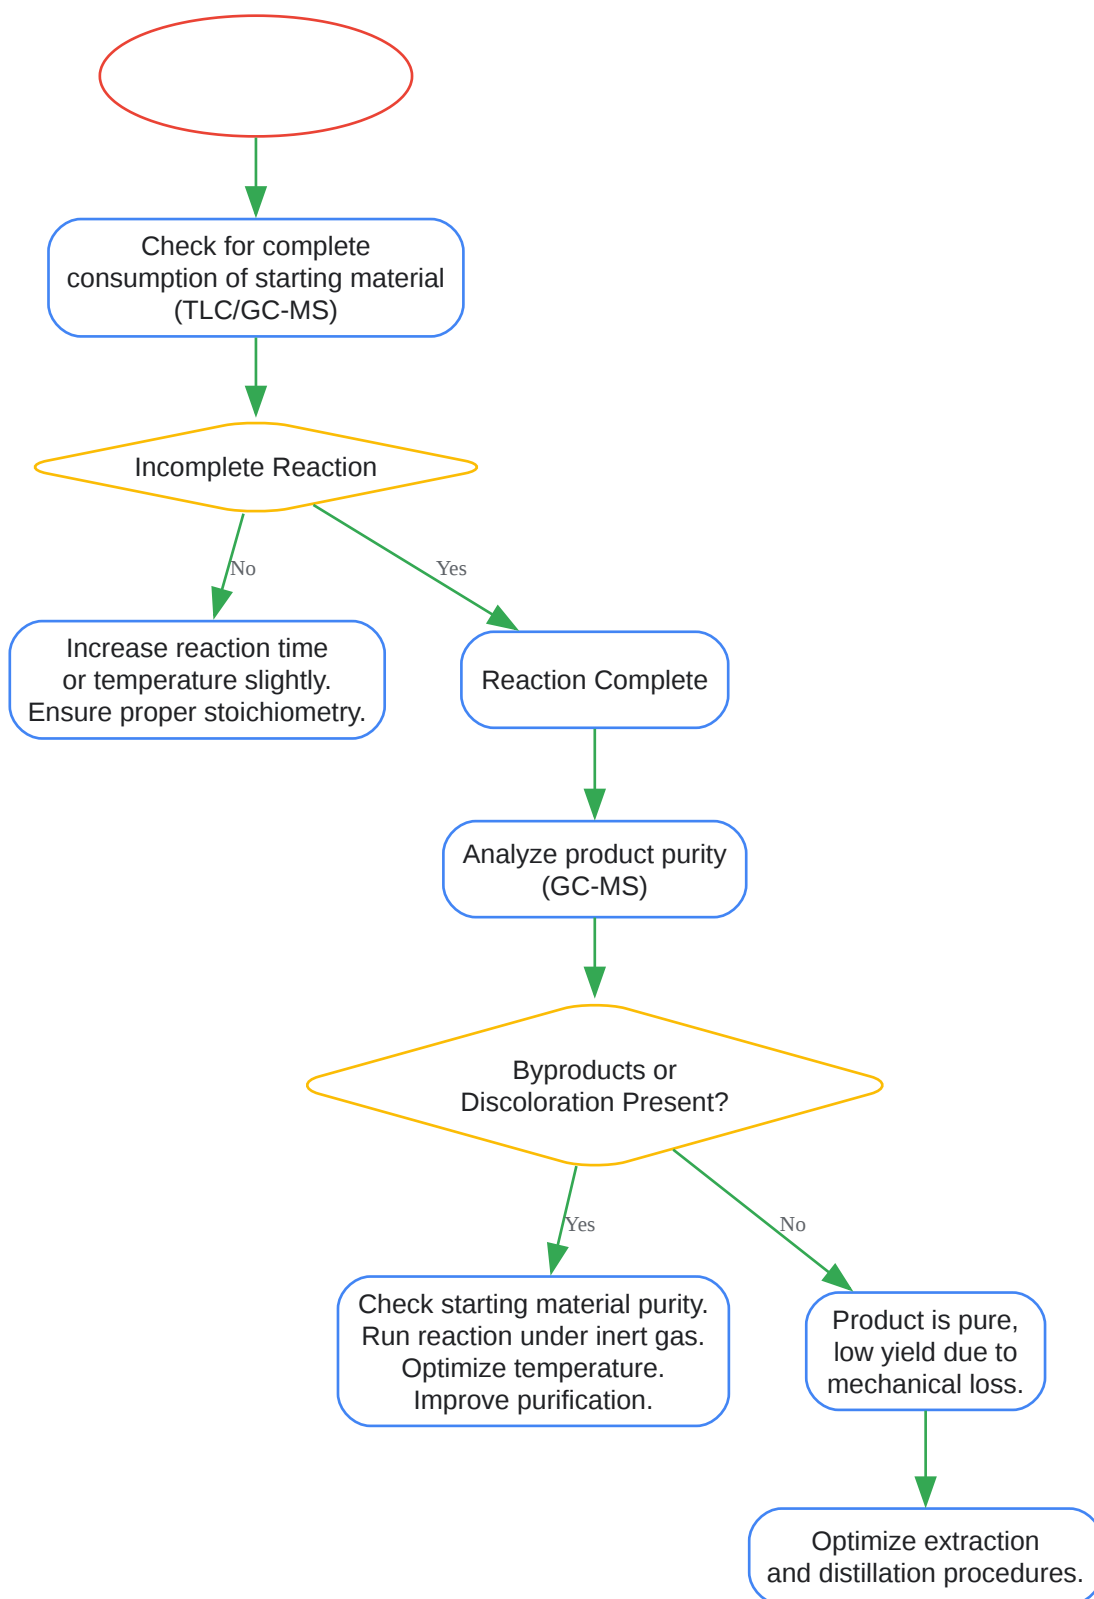 Check for complete
consumption of starting material
(TLC/GC-MS)
Incomplete Reaction
No
Yes
Increase reaction time
or temperature slightly.
Ensure proper stoichiometry.
Reaction Complete
Analyze product purity
(GC-MS)
Byproducts or
Discoloration Present?
Yes
No
Check starting material purity.
Run reaction under inert gas.
Optimize temperature.
Improve purification.
Product is pure,
low yield due to
mechanical loss.
Optimize extraction
and distillation procedures.